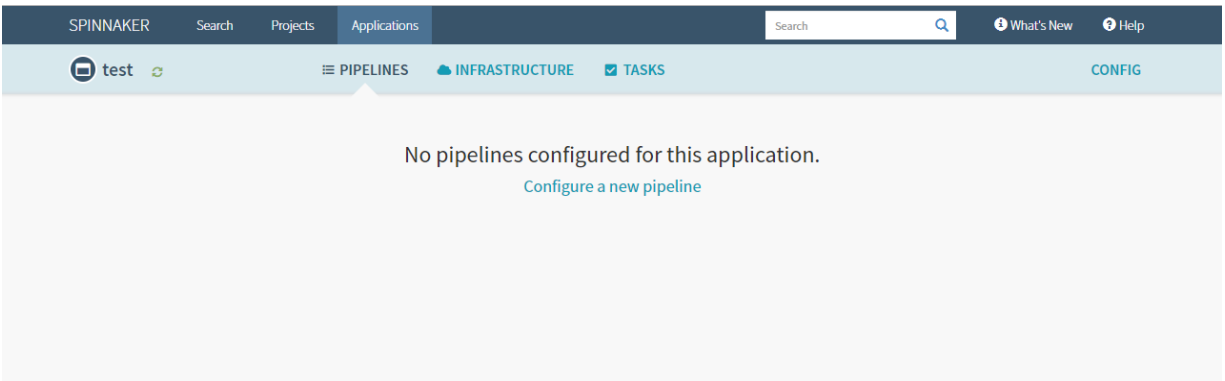 SPINNAKER Search Projects Applications Search What's New Help
test PIPELINES INFRASTRUCTURE TASKS CONFIG
No pipelines configured for this application.
Configure a new pipeline